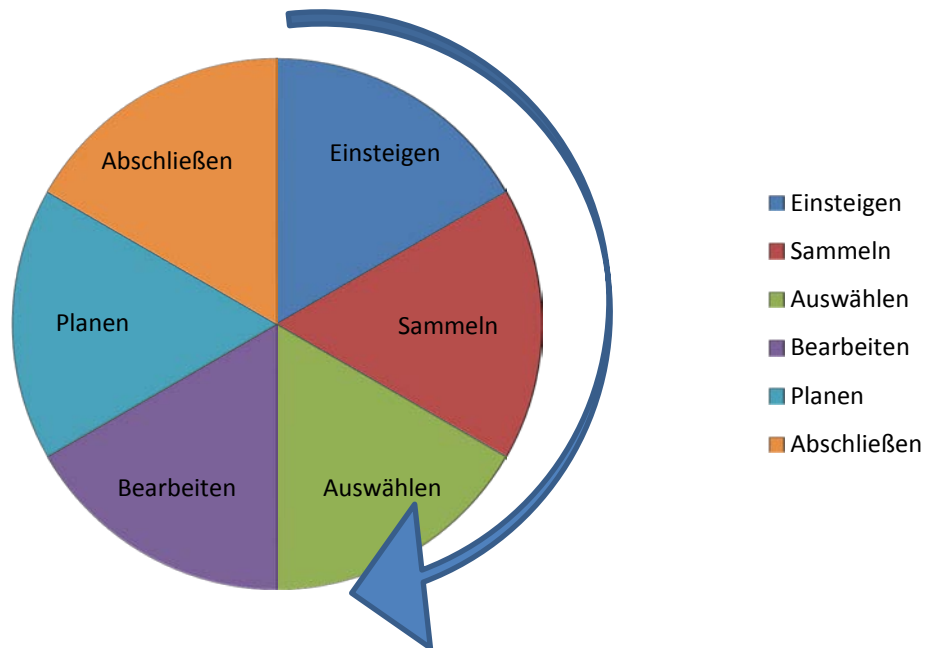 Einsteigen
Abschließen
Sammeln
Planen
Auswählen
Bearbeiten
Einsteigen
Sammeln
Auswählen
Bearbeiten
Planen
Abschließen